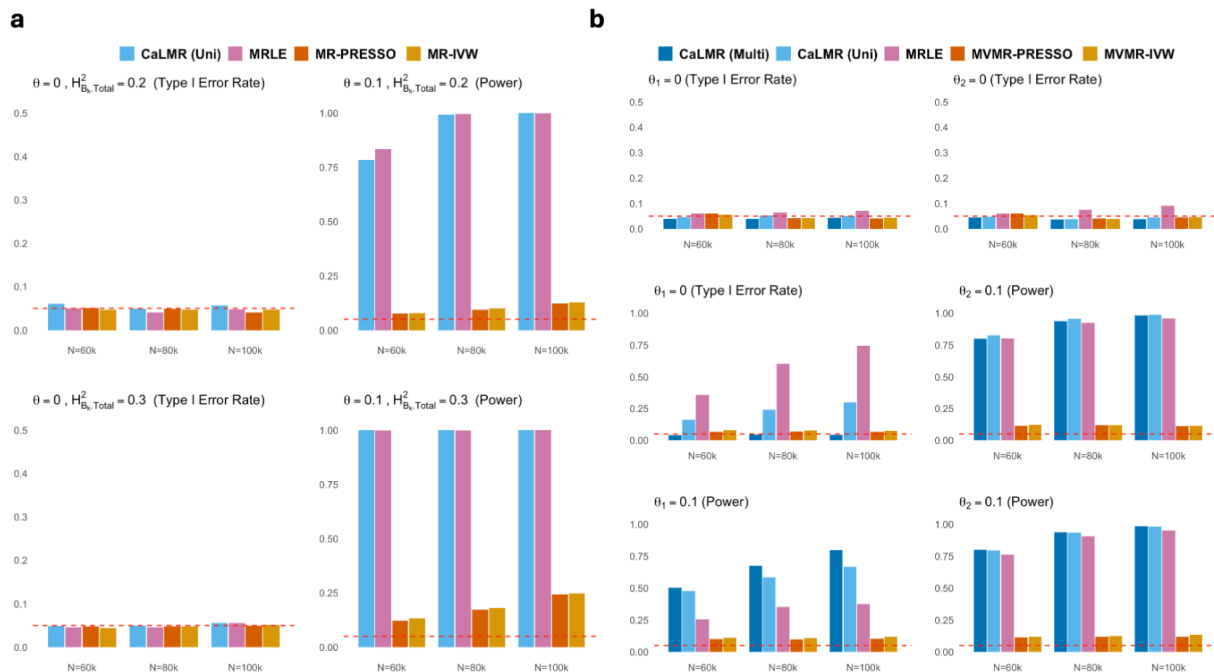 a
CaLMR (Uni) MRLE MR-PRESSO MR-IVW
θ = 0 , H²_{Bₖ.Total} = 0.2 (Type I Error Rate)
0.5
0.4
0.3
0.2
0.1
0.0
N=60k N=80k N=100k
θ = 0.1 , H²_{Bₖ.Total} = 0.2 (Power)
1.00
0.75
0.50
0.25
0.00
N=60k N=80k N=100k
θ = 0 , H²_{Bₖ.Total} = 0.3 (Type I Error Rate)
0.5
0.4
0.3
0.2
0.1
0.0
N=60k N=80k N=100k
θ = 0.1 , H²_{Bₖ.Total} = 0.3 (Power)
1.00
0.75
0.50
0.25
0.00
N=60k N=80k N=100k
b
CaLMR (Multi) CaLMR (Uni) MRLE MVMR-PRESSO MVMR-IVW
θ₁ = 0 (Type I Error Rate)
0.5
0.4
0.3
0.2
0.1
0.0
N=60k N=80k N=100k
θ₂ = 0 (Type I Error Rate)
0.5
0.4
0.3
0.2
0.1
0.0
N=60k N=80k N=100k
θ₁ = 0 (Type I Error Rate)
1.00
0.75
0.50
0.25
0.00
N=60k N=80k N=100k
θ₂ = 0.1 (Power)
1.00
0.75
0.50
0.25
0.00
N=60k N=80k N=100k
θ₁ = 0.1 (Power)
1.00
0.75
0.50
0.25
0.00
N=60k N=80k N=100k
θ₂ = 0.1 (Power)
1.00
0.75
0.50
0.25
0.00
N=60k N=80k N=100k